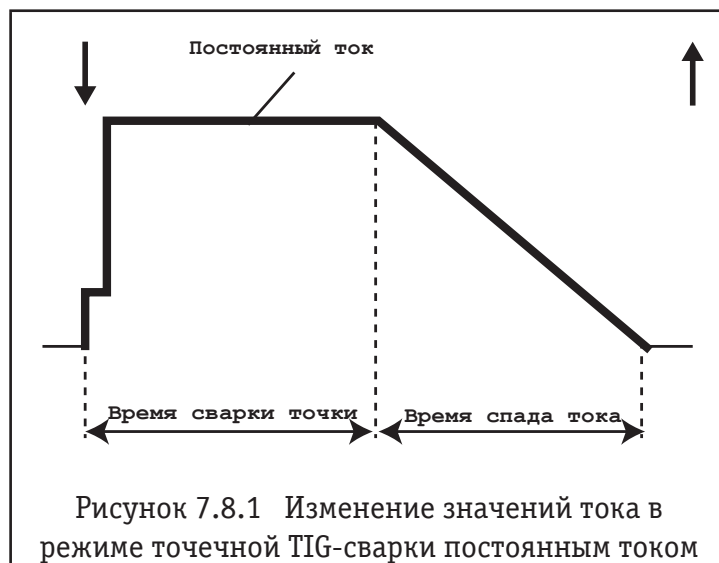 Постоянный ток
Время сварки точки
Время спада тока
Рисунок 7.8.1 Изменение значений тока в
режиме точечной TIG-сварки постоянным током